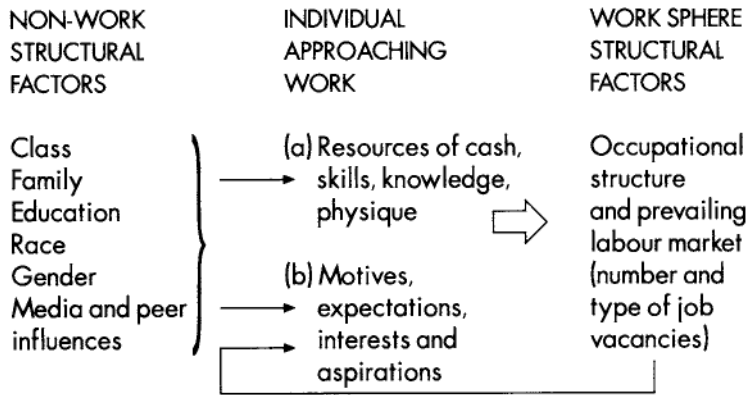 NON-WORK
STRUCTURAL
FACTORS
INDIVIDUAL
APPROACHING
WORK
WORK SPHERE
STRUCTURAL
FACTORS
Class
Family
Education
Race
Gender
Media and peer
influences
(a) Resources of cash,
skills, knowledge,
physique
(b) Motives,
expectations,
interests and
aspirations
Occupational
structure
and prevailing
labour market
(number and
type of job
vacancies)